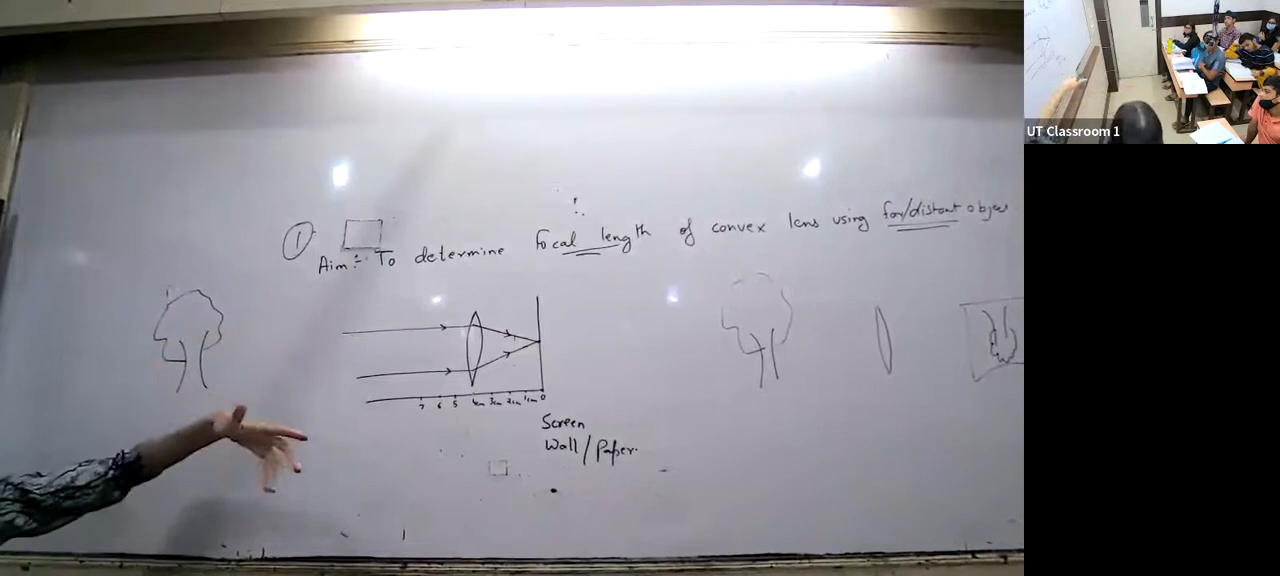 ①
Aim :- To determine focal length of convex lens using far/distant objec
7 6 5 4cm 3cm 2cm 1cm 0
Screen
Wall/Paper.
UT Classroom 1